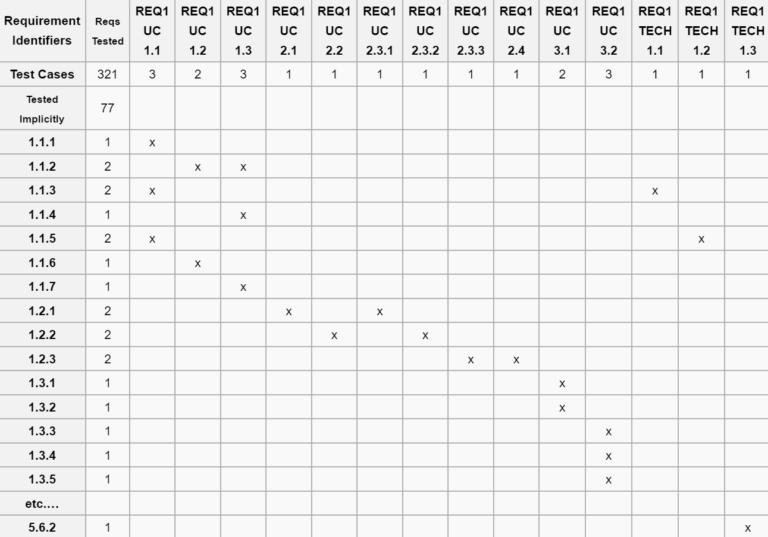 Requirement Identifiers Reqs Tested REQ1 UC 1.1 REQ1 UC 1.2 REQ1 UC 1.3 REQ1 UC 2.1 REQ1 UC 2.2 REQ1 UC 2.3.1 REQ1 UC 2.3.2 REQ1 UC 2.3.3 REQ1 UC 2.4 REQ1 UC 3.1 REQ1 UC 3.2 REQ1 TECH 1.1 REQ1 TECH 1.2 REQ1 TECH 1.3
Test Cases 321 3 2 3 1 1 1 1 1 1 2 3 1 1 1
Tested Implicitly 77
1.1.1 1 x
1.1.2 2 x x
1.1.3 2 x x
1.1.4 1 x
1.1.5 2 x x
1.1.6 1 x
1.1.7 1 x
1.2.1 2 x x
1.2.2 2 x x
1.2.3 2 x x
1.3.1 1 x
1.3.2 1 x
1.3.3 1 x
1.3.4 1 x
1.3.5 1 x
etc....
5.6.2 1 x